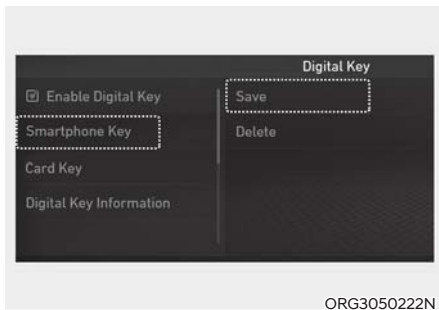 Digital Key
Enable Digital Key
Smartphone Key
Card Key
Digital Key Information
Save
Delete
ORG3050222N